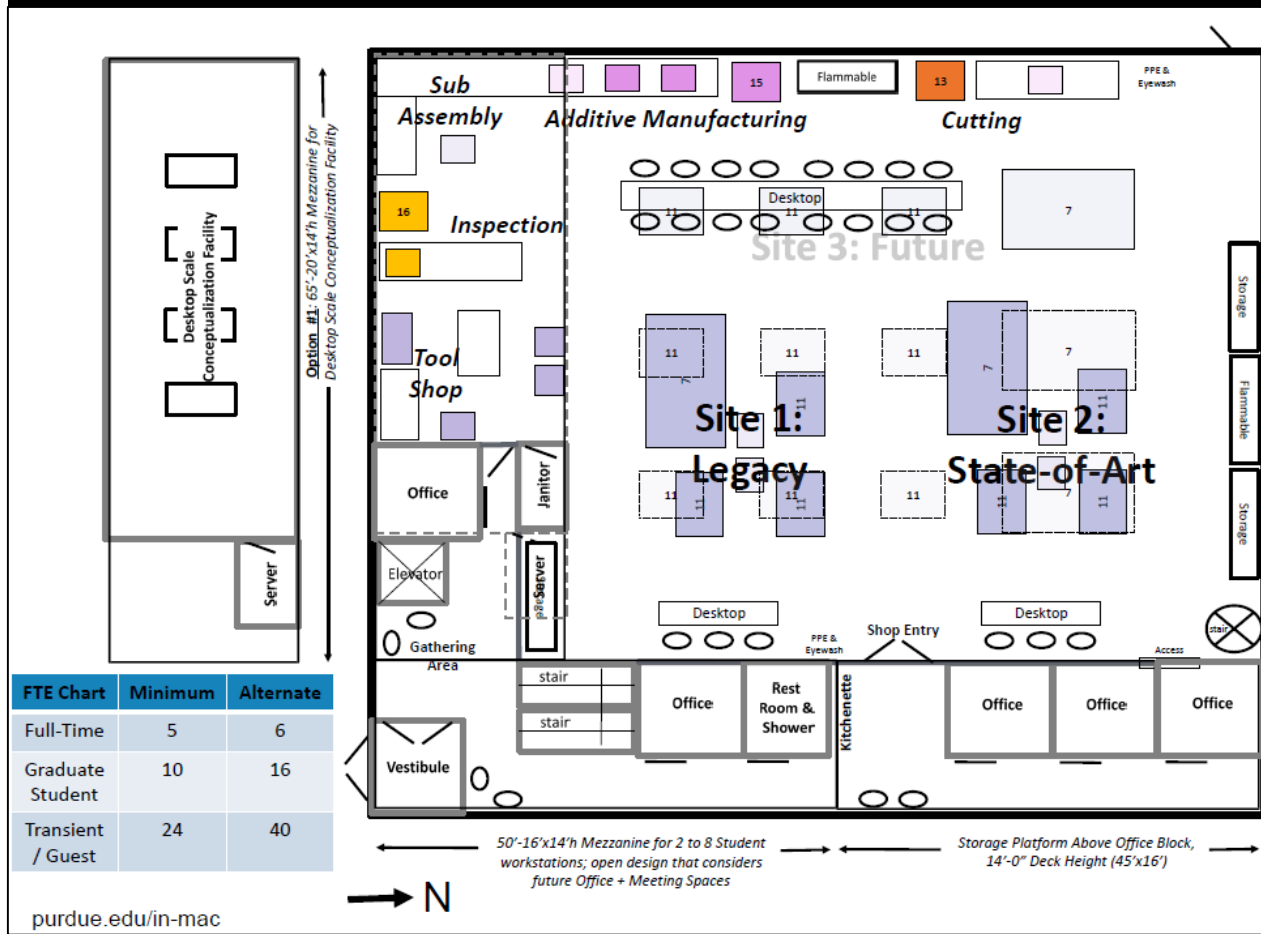 Sub
Assembly
Additive Manufacturing
15
Flammable
13
Cutting
PPE &
Eyewash
Desktop
11
11
11
7
Site 3: Future
16
Inspection
Tool
Shop
Storage
Flammable
Storage
11
7
11
11
11
7
7
11
Site 1:
Legacy
Site 2:
State-of-Art
11
11
11
11
11
11
7
11
Office
Janitor
Elevator
Server
Gathering
Area
Desktop
PPE &
Eyewash
Shop Entry
Desktop
stair
Access
stair
stair
Office
Rest
Room &
Shower
Kitchenette
Office
Office
Office
Vestibule
Desktop Scale
Conceptualization Facility
Option #1: 65'-20'x14'h Mezzanine for
Desktop Scale Conceptualization Facility
Server
FTE Chart Minimum Alternate
Full-Time 5 6
Graduate
Student 10 16
Transient
/ Guest 24 40
50'-16'x14'h Mezzanine for 2 to 8 Student
workstations; open design that considers
future Office + Meeting Spaces
Storage Platform Above Office Block,
14'-0" Deck Height (45'x16')
N
purdue.edu/in-mac